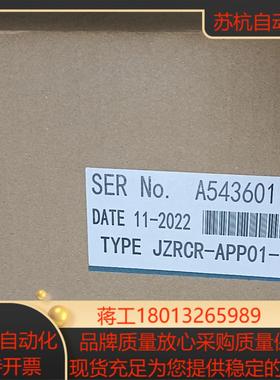 苏杭自动
SER No. A543601
DATE 11-2022
TYPE JZRCR-APP01-
自动化
蒋工18013265989
品牌质量放心采购质量保
开票
现货充足为您提供稳定可